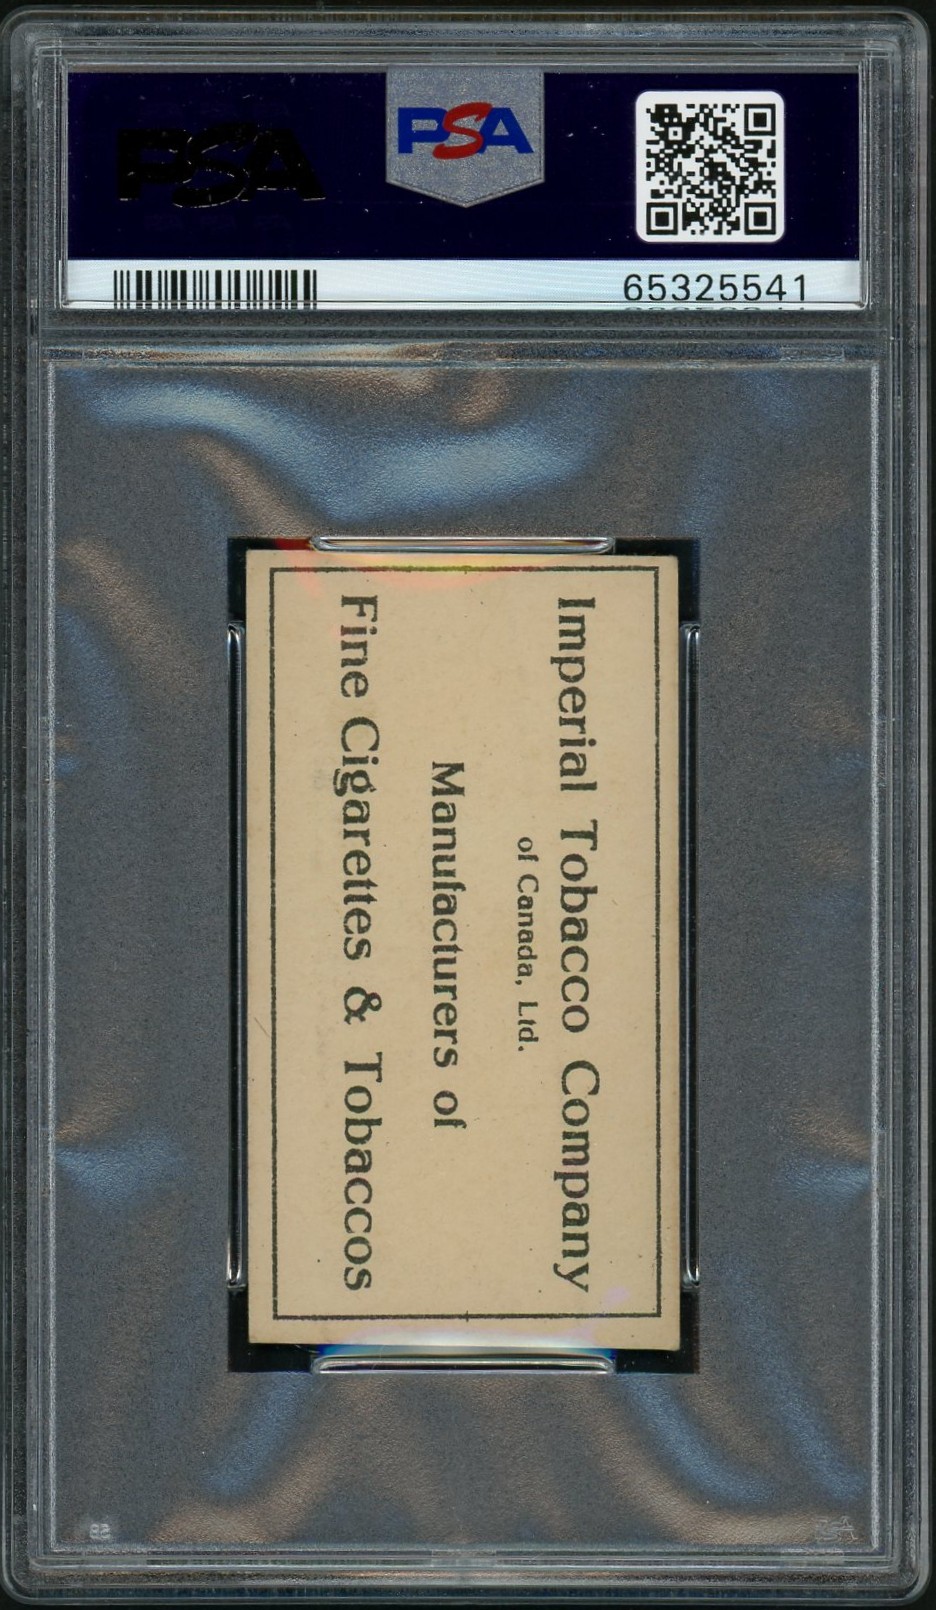 PSA
PSA
65325541
Imperial Tobacco Company
of Canada, Ltd.
Manufacturers of
Fine Cigarettes & Tobaccos